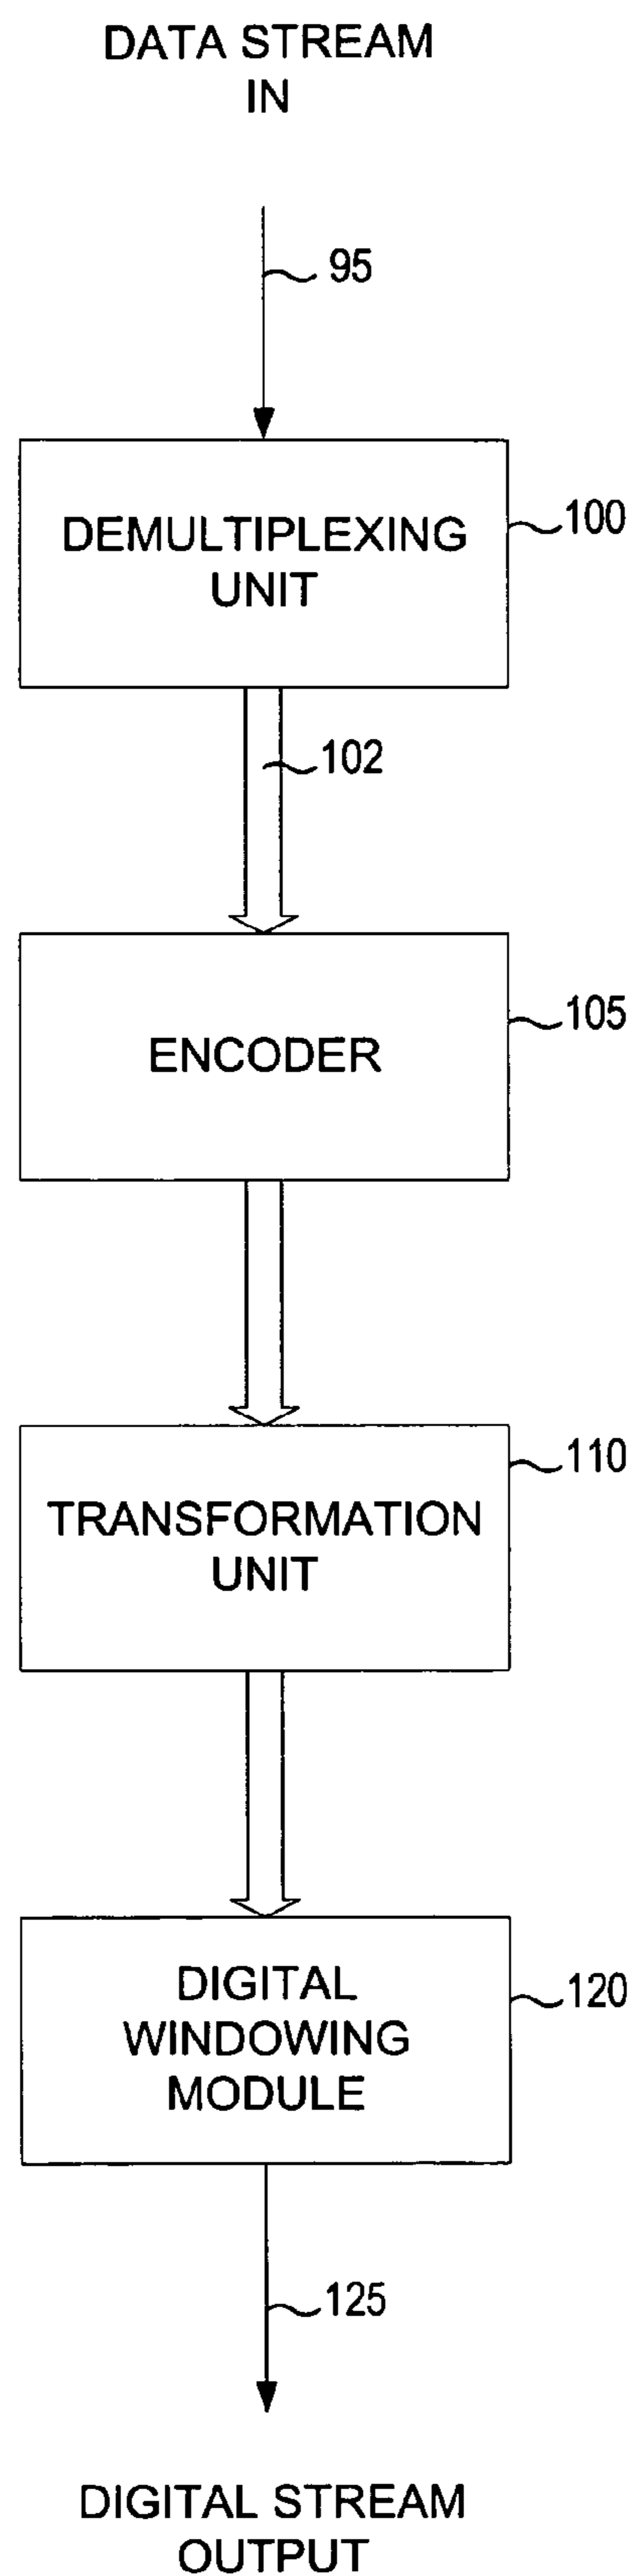 DATA STREAM
IN
95
DEMULTIPLEXING
UNIT
100
102
ENCODER
105
TRANSFORMATION
UNIT
110
DIGITAL
WINDOWING
MODULE
120
125
DIGITAL STREAM
OUTPUT